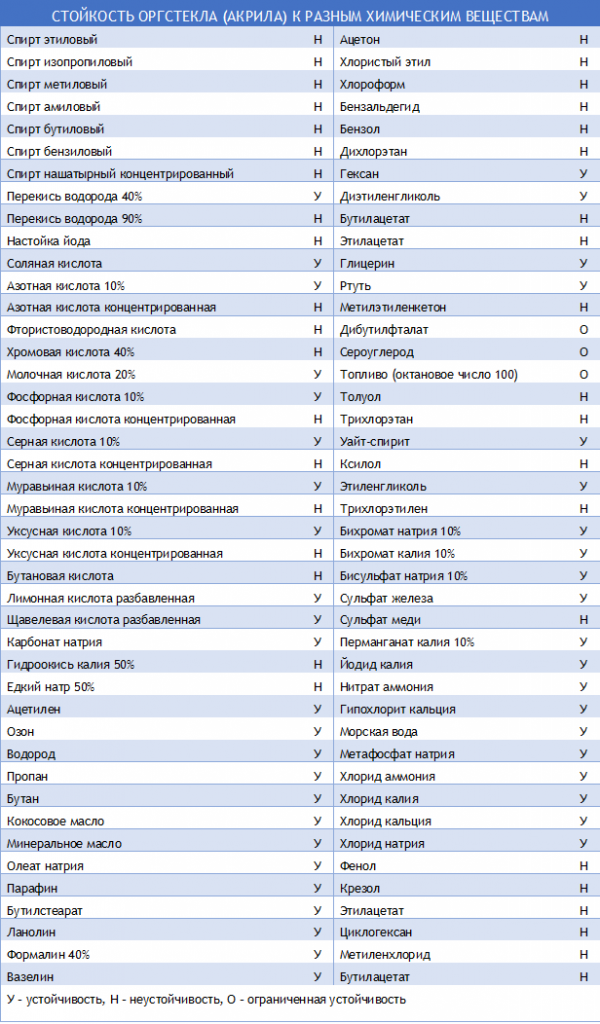 СТОЙКОСТЬ ОРГСТЕКЛА (АКРИЛА) К РАЗНЫМ ХИМИЧЕСКИМ ВЕЩЕСТВАМ
Спирт этиловый Н Ацетон Н
Спирт изопропиловый Н Хлористый этил Н
Спирт метиловый Н Хлороформ Н
Спирт амиловый Н Бензальдегид Н
Спирт бутиловый Н Бензол Н
Спирт бензиловый Н Дихлорэтан Н
Спирт нашатырный концентрированный Н Гексан У
Перекись водорода 40% У Диэтиленгликоль У
Перекись водорода 90% Н Бутилацетат Н
Настойка йода Н Этилацетат Н
Соляная кислота У Глицерин У
Азотная кислота 10% У Ртуть У
Азотная кислота концентрированная Н Метилэтиленкетон Н
Фтористоводородная кислота Н Дибутилфталат О
Хромовая кислота 40% Н Сероуглерод О
Молочная кислота 20% У Топливо (октановое число 100) О
Фосфорная кислота 10% У Толуол Н
Фосфорная кислота концентрированная Н Трихлорэтан Н
Серная кислота 10% У Уайт-спирит У
Серная кислота концентрированная Н Ксилол Н
Муравьиная кислота 10% У Этиленгликоль У
Муравьиная кислота концентрированная Н Трихлорэтилен Н
Уксусная кислота 10% У Бихромат натрия 10% У
Уксусная кислота концентрированная Н Бихромат калия 10% У
Бутановая кислота Н Бисульфат натрия 10% У
Лимонная кислота разбавленная У Сульфат железа У
Щавелевая кислота разбавленная У Сульфат меди Н
Карбонат натрия У Перманганат калия 10% У
Гидроокись калия 50% Н Йодид калия У
Едкий натр 50% Н Нитрат аммония У
Ацетилен У Гипохлорит кальция У
Озон У Морская вода У
Водород У Метафосфат натрия У
Пропан У Хлорид аммония У
Бутан У Хлорид калия У
Кокосовое масло У Хлорид кальция У
Минеральное масло У Хлорид натрия У
Олеат натрия У Фенол Н
Парафин У Крезол Н
Бутилстеарат У Этилацетат Н
Ланолин У Циклогексан Н
Формалин 40% У Метиленхлорид Н
Вазелин У Бутилацетат Н
У - устойчивость, Н - неустойчивость, О - ограниченная устойчивость